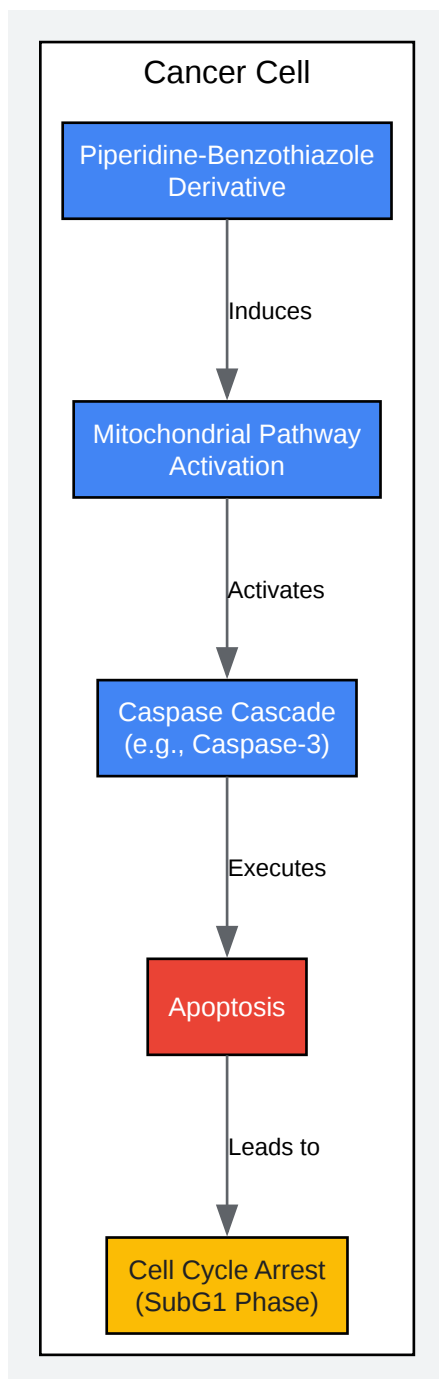 Cancer Cell
Piperidine-Benzothiazole
Derivative
Induces
Mitochondrial Pathway
Activation
Activates
Caspase Cascade
(e.g., Caspase-3)
Executes
Apoptosis
Leads to
Cell Cycle Arrest
(SubG1 Phase)